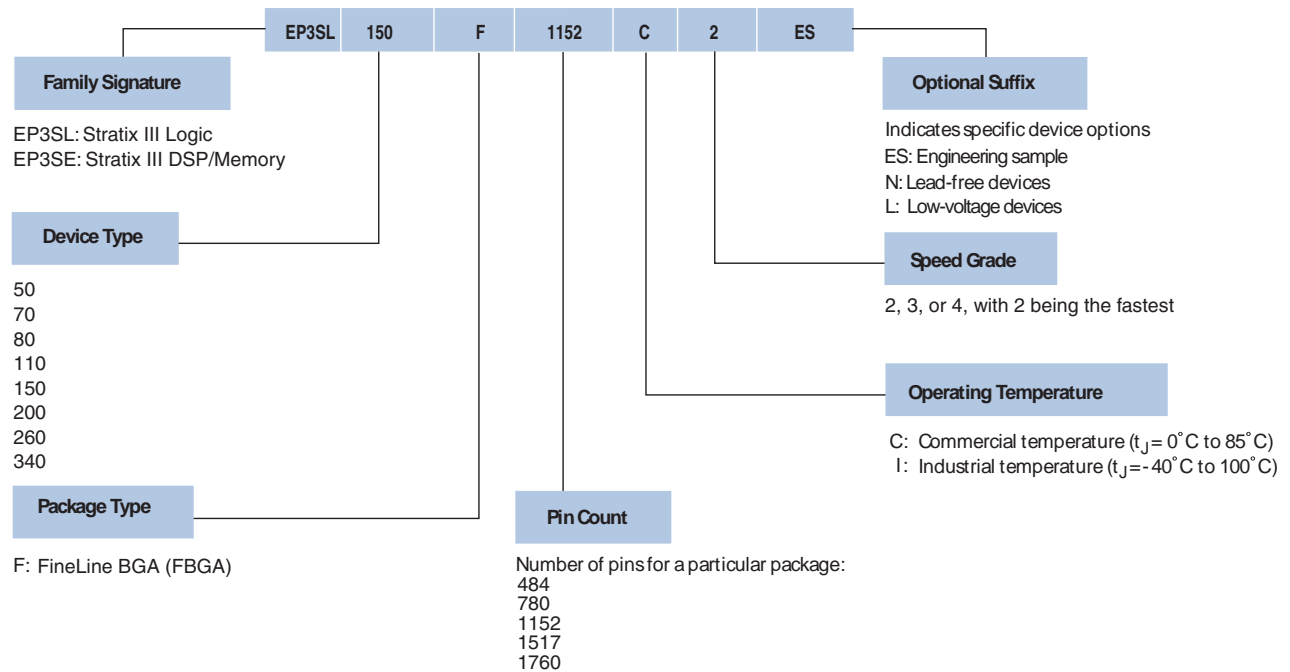 EP3SL 150 F 1152 C 2 ES
Family Signature
EP3SL: Stratix III Logic
EP3SE: Stratix III DSP/Memory
Device Type
50
70
80
110
150
200
260
340
Package Type
F: FineLine BGA (FBGA)
Pin Count
Number of pins for a particular package:
484
780
1152
1517
1760
Optional Suffix
Indicates specific device options
ES: Engineering sample
N: Lead-free devices
L: Low-voltage devices
Speed Grade
2, 3, or 4, with 2 being the fastest
Operating Temperature
C: Commercial temperature (tJ = 0°C to 85°C)
I: Industrial temperature (tJ = -40°C to 100°C)